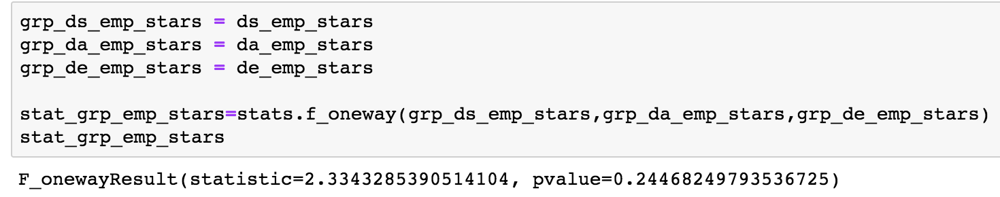 grp_ds_emp_stars = ds_emp_stars
grp_da_emp_stars = da_emp_stars
grp_de_emp_stars = de_emp_stars
stat_grp_emp_stars=stats.f_oneway(grp_ds_emp_stars,grp_da_emp_stars,grp_de_emp_stars)
stat_grp_emp_stars
F_onewayResult(statistic=2.3343285390514104, pvalue=0.24468249793536725)